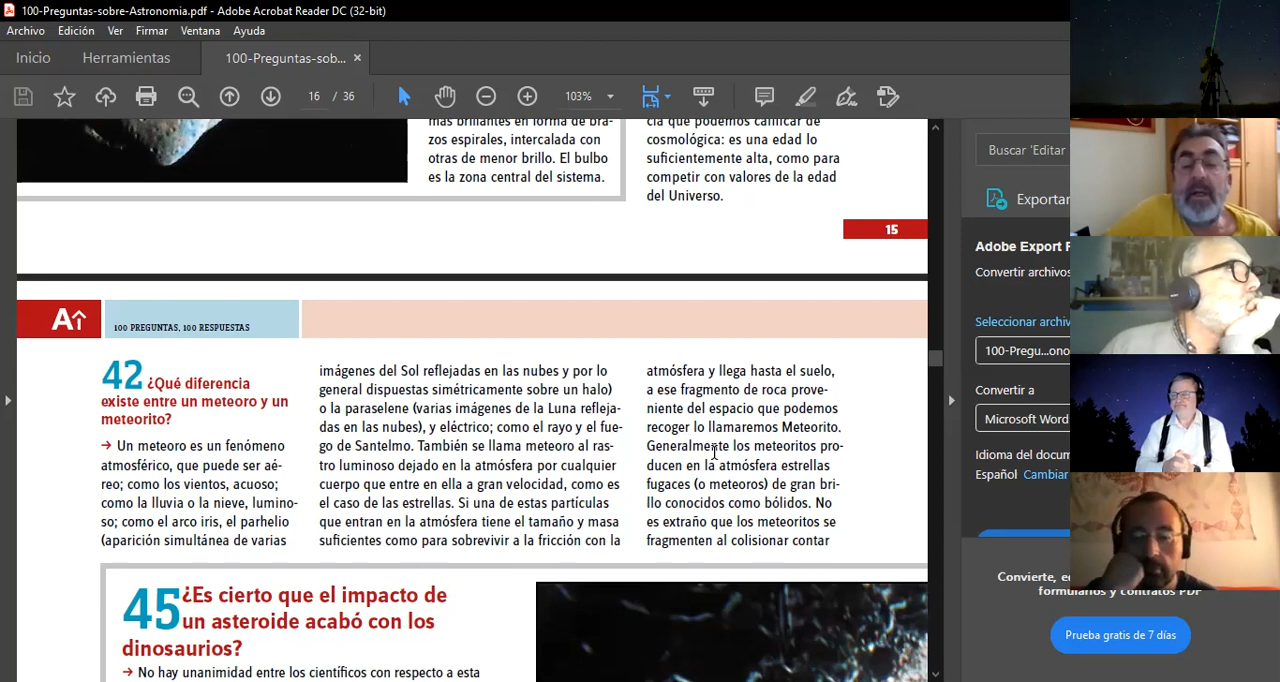 100-Preguntas-sobre-Astronomia.pdf - Adobe Acrobat Reader DC (32-bit)
Archivo Edición Ver Firmar Ventana Ayuda
Inicio Herramientas 100-Preguntas-sob... ×
16 / 36 103%
más brillantes en forma de bra-
zos espirales, intercalada con
otras de menor brillo. El bulbo
es la zona central del sistema.
cia que podemos calificar de
cosmológica: es una edad lo
suficientemente alta, como para
competir con valores de la edad
del Universo.
15
A 100 PREGUNTAS, 100 RESPUESTAS
42 ¿Qué diferencia
existe entre un meteoro y un
meteorito?
→ Un meteoro es un fenómeno
atmosférico, que puede ser aé-
reo; como los vientos, acuoso;
como la lluvia o la nieve, lumino-
so; como el arco iris, el parhelio
(aparición simultánea de varias
imágenes del Sol reflejadas en las nubes y por lo
general dispuestas simétricamente sobre un halo)
o la paraselene (varias imágenes de la Luna refleja-
das en las nubes), y eléctrico; como el rayo y el fue-
go de Santelmo. También se llama meteoro al ras-
tro luminoso dejado en la atmósfera por cualquier
cuerpo que entre en ella a gran velocidad, como es
el caso de las estrellas. Si una de estas partículas
que entran en la atmósfera tiene el tamaño y masa
suficientes como para sobrevivir a la fricción con la
atmósfera y llega hasta el suelo,
a ese fragmento de roca prove-
niente del espacio que podemos
recoger lo llamaremos Meteorito.
Generalmente los meteoritos pro-
ducen en la atmósfera estrellas
fugaces (o meteoros) de gran bri-
llo conocidos como bólidos. No
es extraño que los meteoritos se
fragmenten al colisionar contar
45 ¿Es cierto que el impacto de
un asteroide acabó con los
dinosaurios?
→ No hay unanimidad entre los científicos con respecto a esta
Buscar 'Editar
Exportar
Adobe Export
Convertir archivos
Seleccionar archiv
100-Pregu...ono
Convertir a
Microsoft Word
Idioma del docum
Español Cambiar
Convierte, e
formularios y contratos PDF
Prueba gratis de 7 días